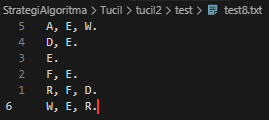 StrategiAlgoritma > Tucil > tucil2 > test > test8.txt
5 A, E, W.
4 D, E.
3 E.
2 F, E.
1 R, F, D.
6 W, E, R.